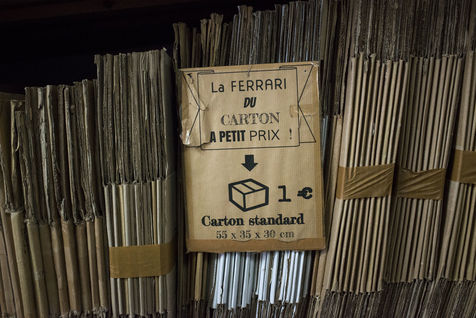 La FERRARI
DU
CARTON
A PETIT PRIX !
1 €
Carton standard
55 x 35 x 30 cm